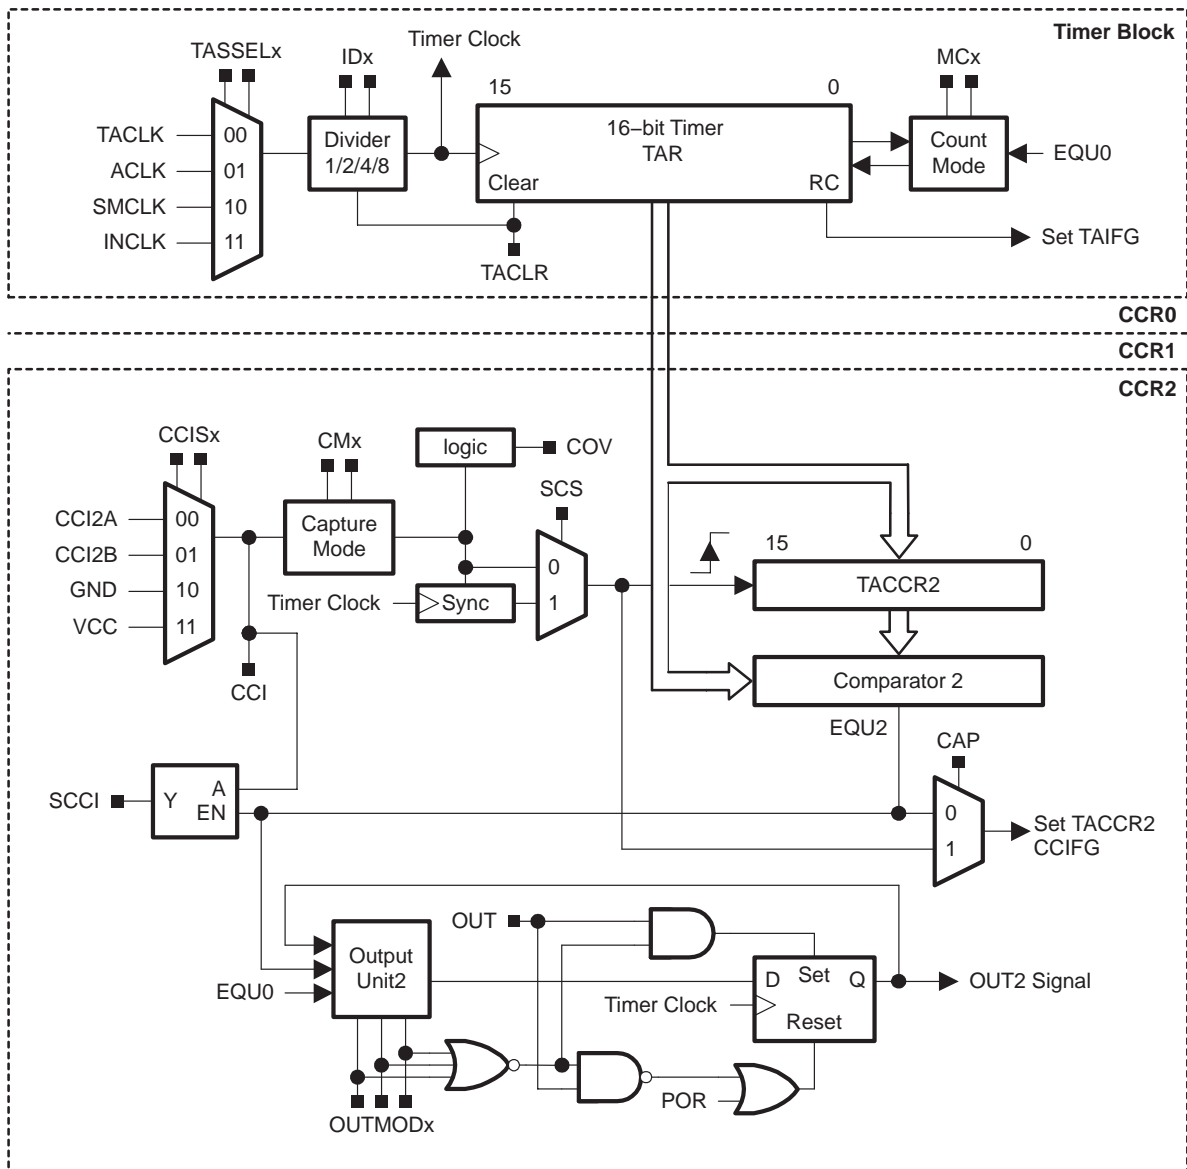 Timer Block
TASSELx
IDx
Timer Clock
MCx
15
0
TACLK
00
ACLK
01
SMCLK
10
INCLK
11
Divider
1/2/4/8
16−bit Timer
TAR
Clear
RC
Count
Mode
EQU0
Set TAIFG
TACLR
CCR0
CCR1
CCR2
CCISx
CMx
logic
COV
SCS
CCI2A
00
CCI2B
01
GND
10
VCC
11
Capture
Mode
0
1
Timer Clock
Sync
15
0
TACCR2
CCI
Comparator 2
EQU2
CAP
SCCI
Y
A
EN
0
1
Set TACCR2
CCIFG
OUT
Output
Unit2
EQU0
D
Set
Q
OUT2 Signal
Timer Clock
Reset
POR
OUTMODx